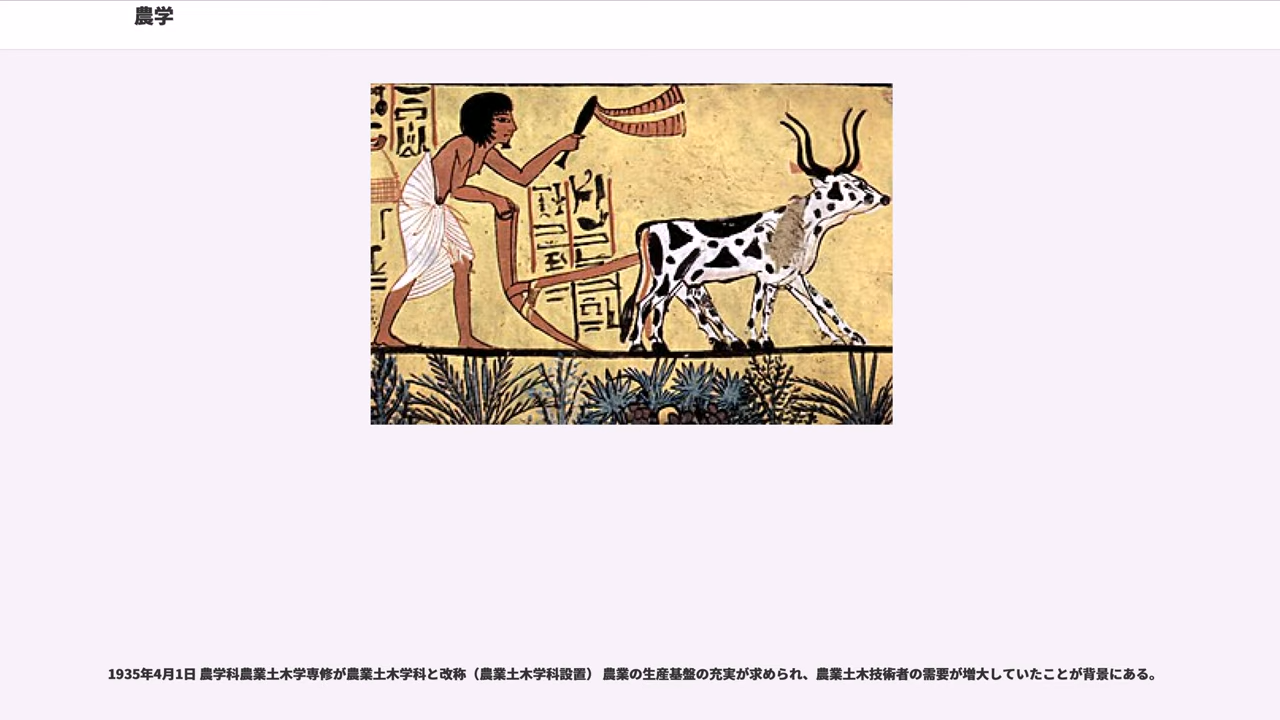 農学
1935年4月1日 農学科農業土木学専修が農業土木学科と改称（農業土木学科設置） 農業の生産基盤の充実が求められ、農業土木技術者の需要が増大していたことが背景にある。